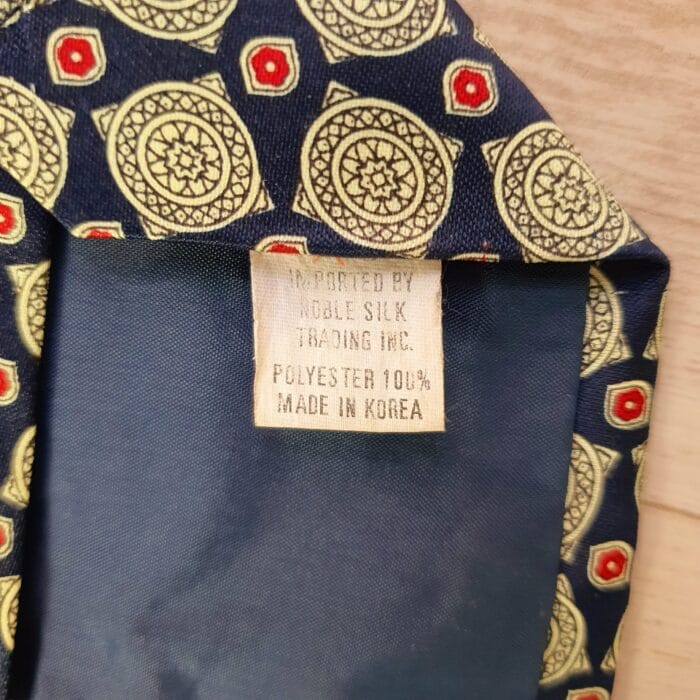 IMPORTED BY
NOBLE SILK
TRADING INC.
POLYESTER 100%
MADE IN KOREA